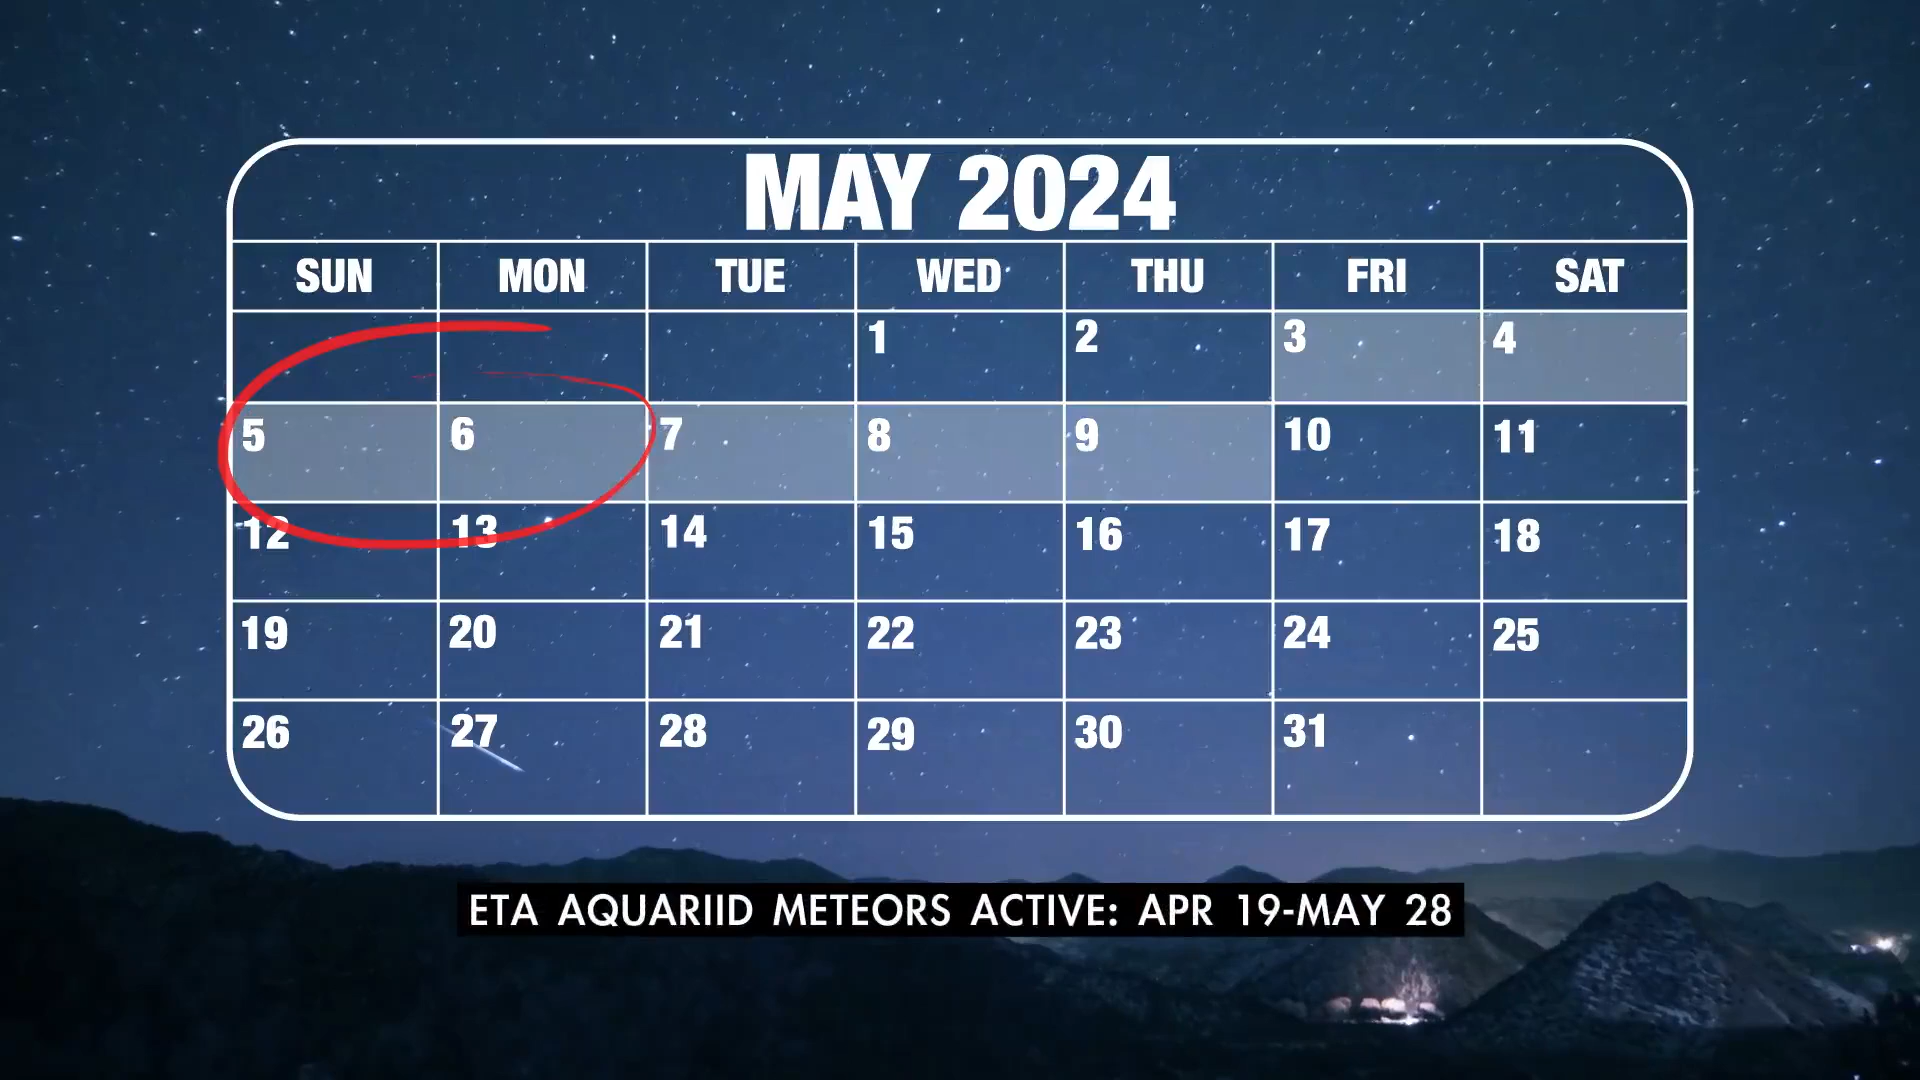 MAY 2024
SUN MON TUE WED THU FRI SAT
1 2 3 4
5 6 7 8 9 10 11
12 13 14 15 16 17 18
19 20 21 22 23 24 25
26 27 28 29 30 31
ETA AQUARIID METEORS ACTIVE: APR 19-MAY 28